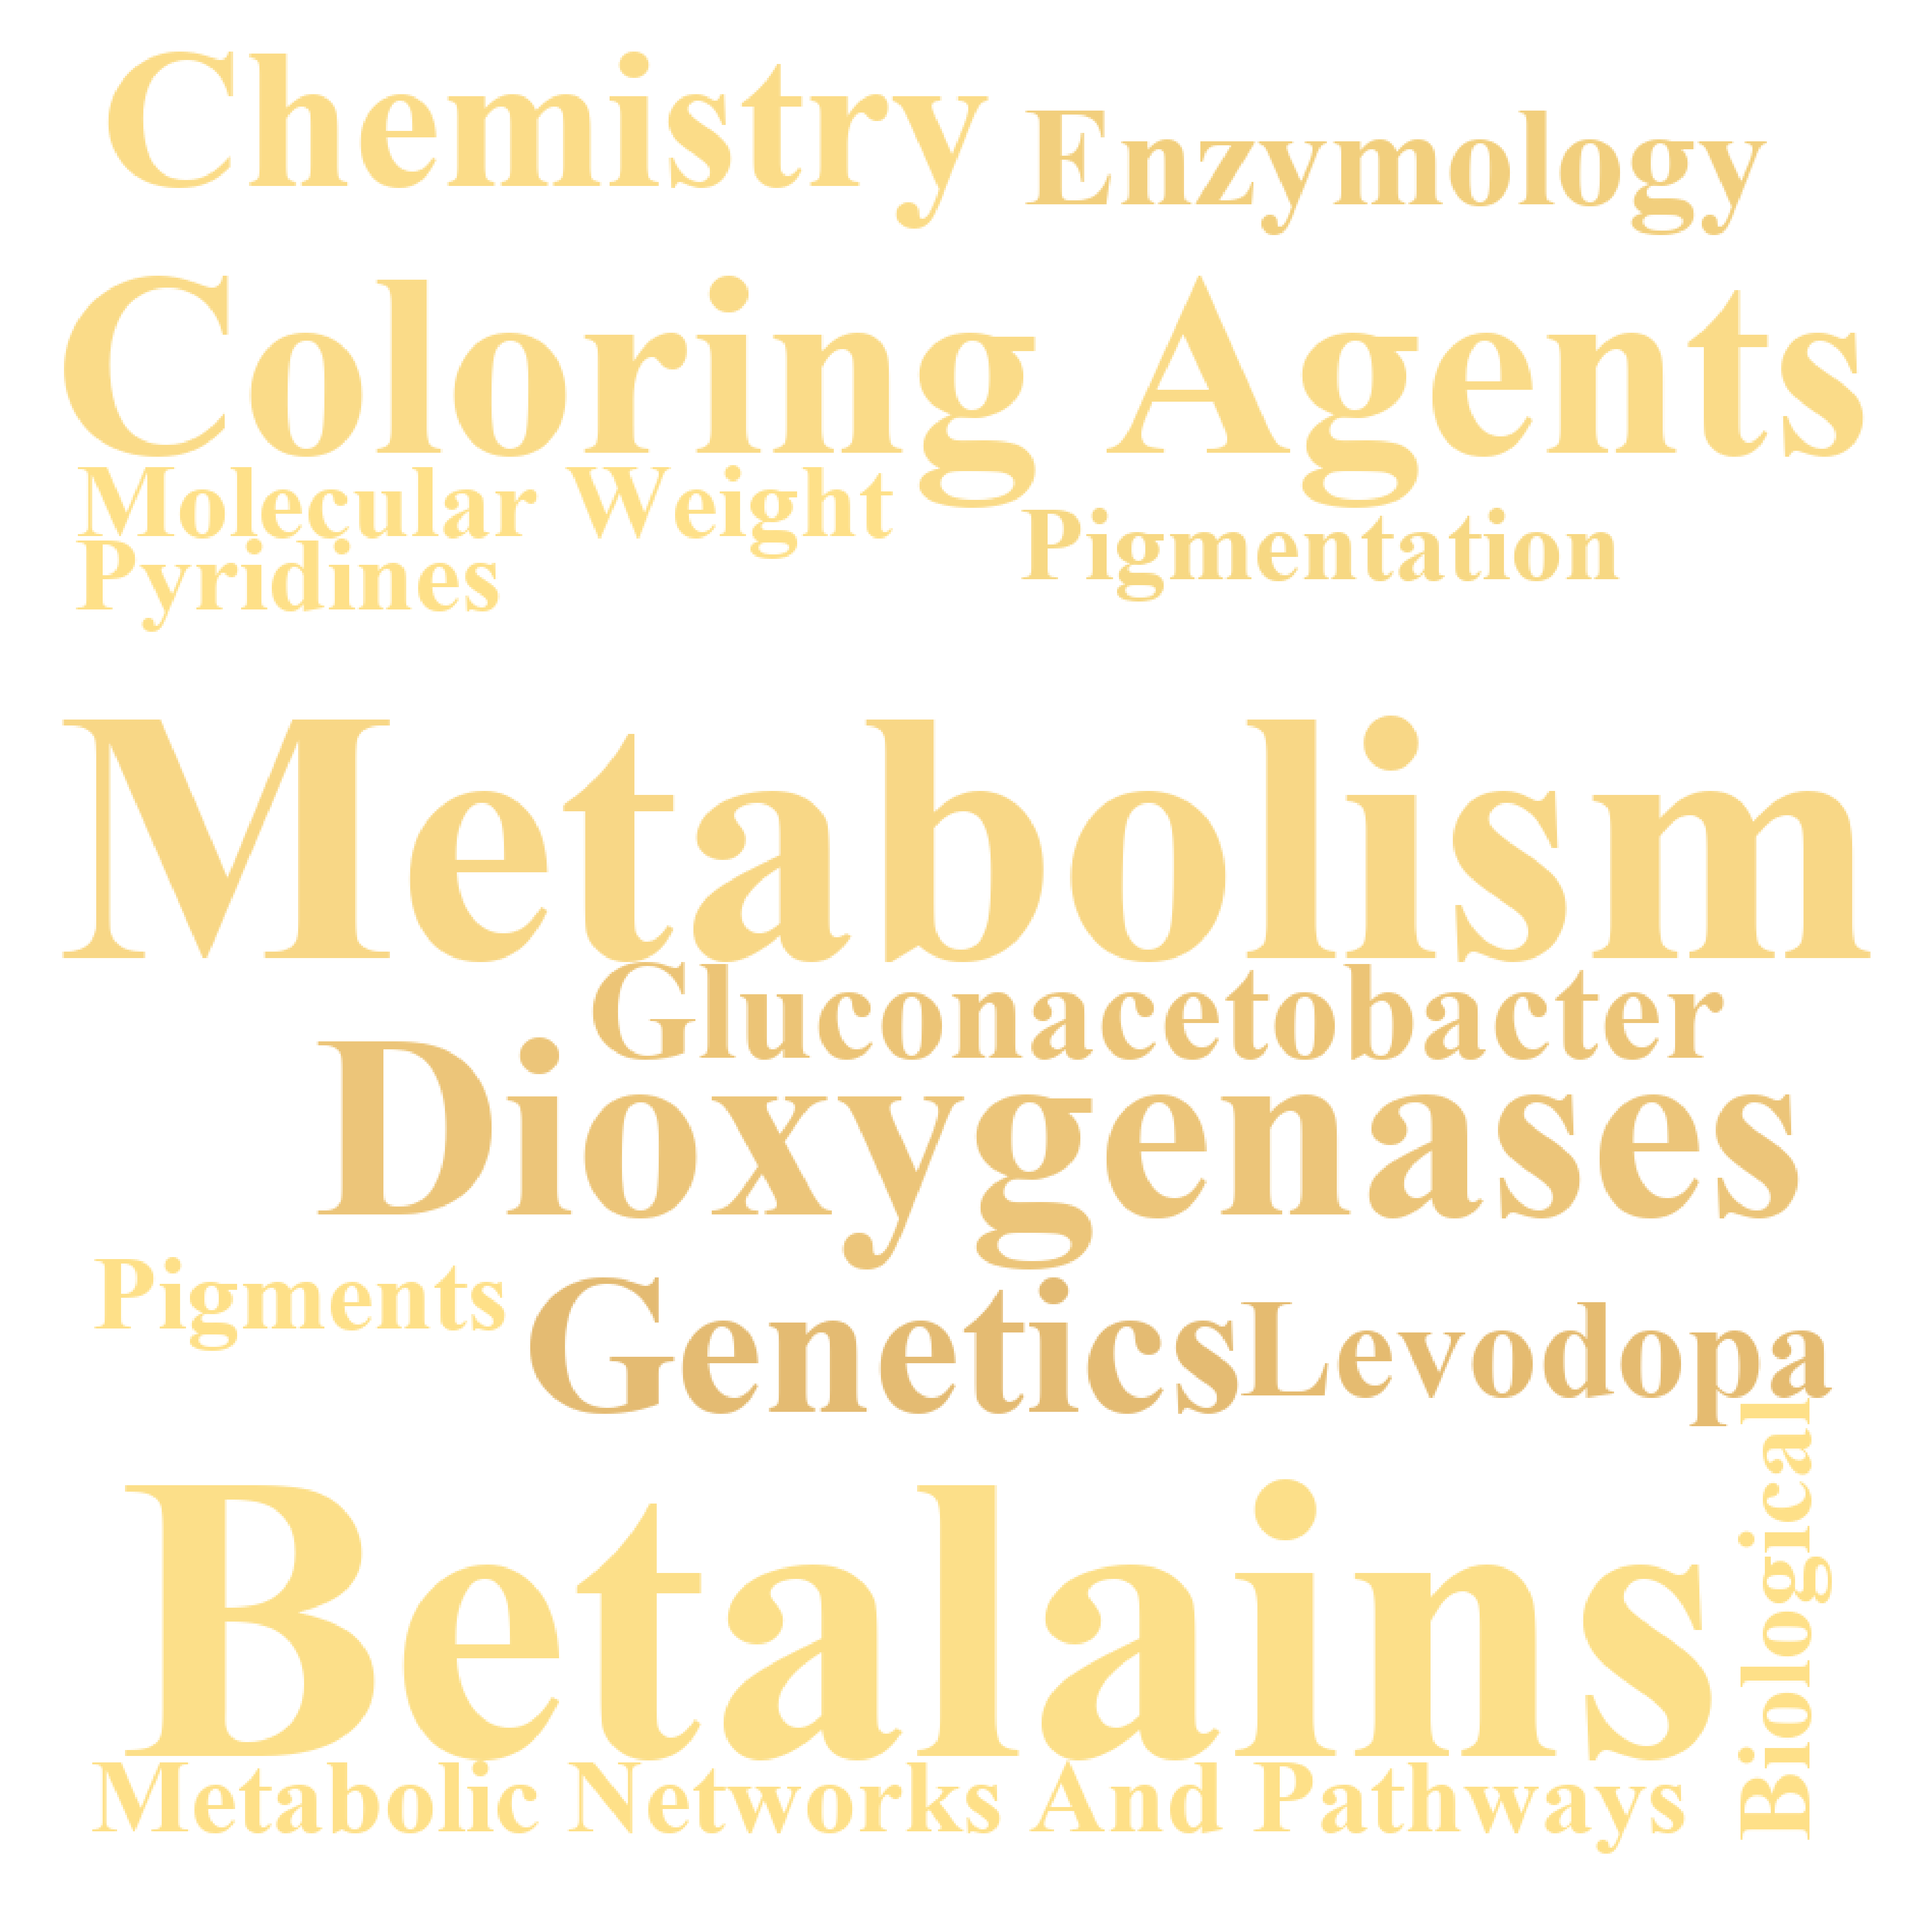 Chemistry
Enzymology
Coloring Agents
Molecular Weight
Pyridines
Pigmentation
Metabolism
Gluconacetobacter
Dioxygenases
Pigments
Genetics
Levodopa
Biological
Betalains
Metabolic Networks And Pathways